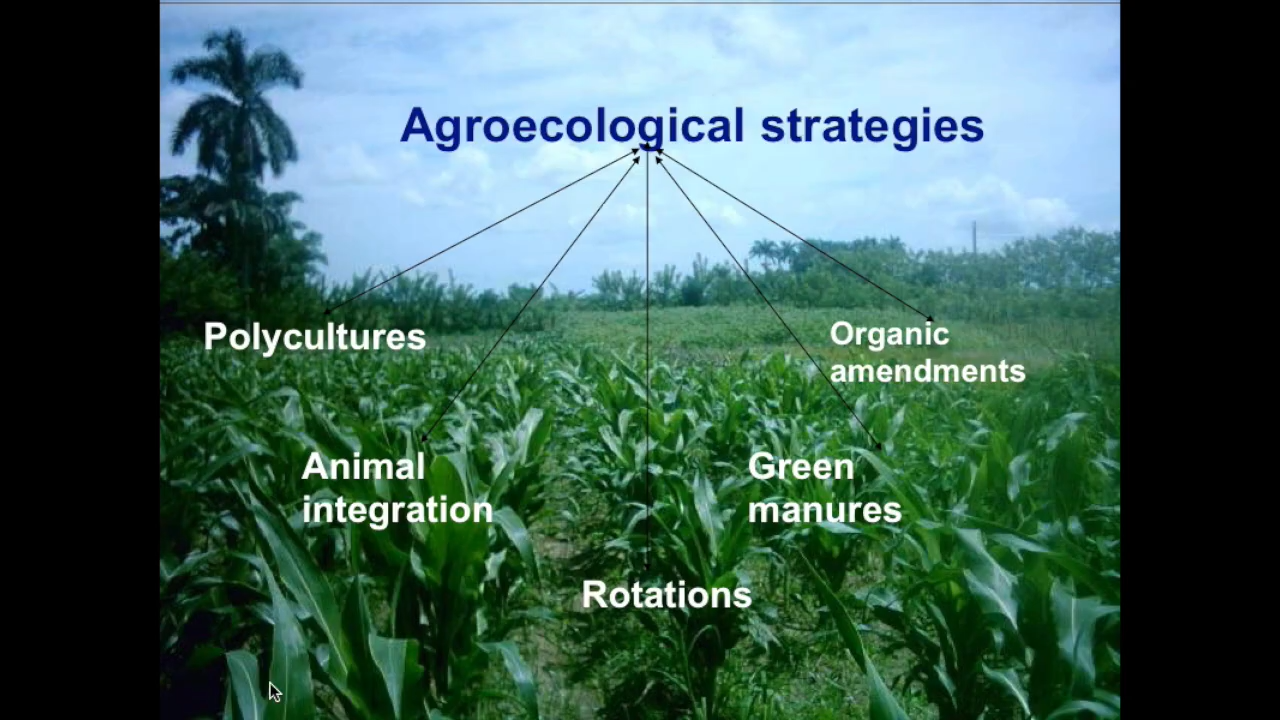 Agroecological strategies
Polycultures
Organic
amendments
Animal
integration
Green
manures
Rotations